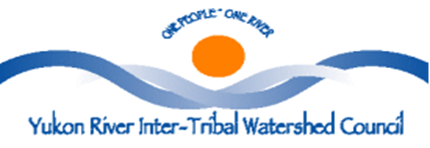 ONE PEOPLE ~ ONE RIVER
Yukon River Inter-Tribal Watershed Council